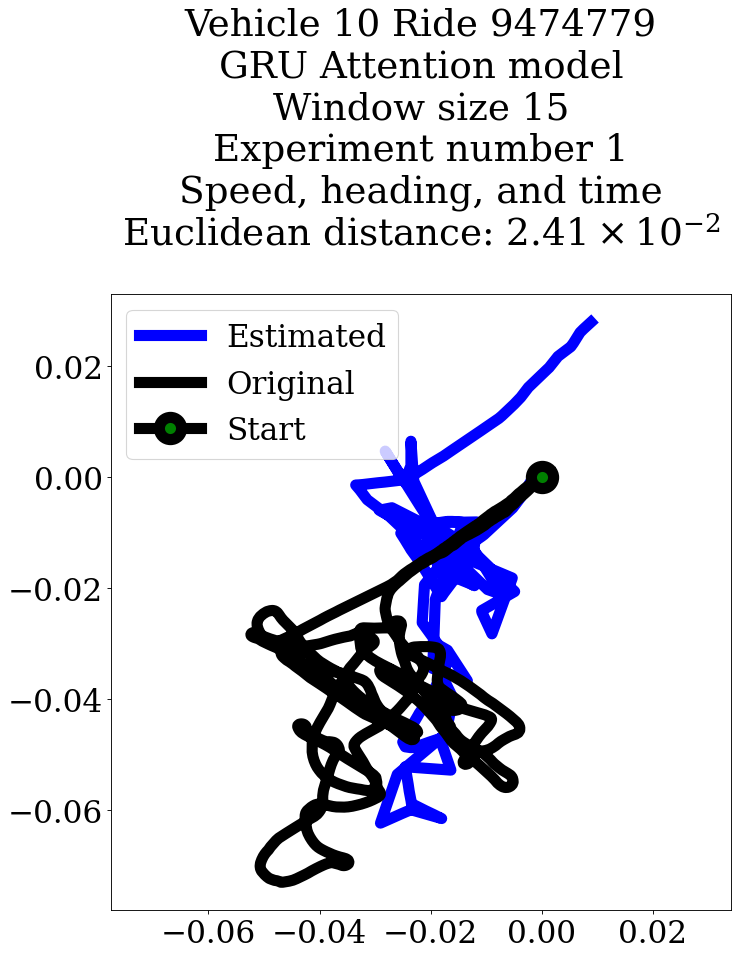 Vehicle 10 Ride 9474779
GRU Attention model
Window size 15
Experiment number 1
Speed, heading, and time
Euclidean distance: 2.41 × 10⁻²
Estimated
Original
Start
0.02
0.00
−0.02
−0.04
−0.06
−0.06 −0.04 −0.02 0.00 0.02